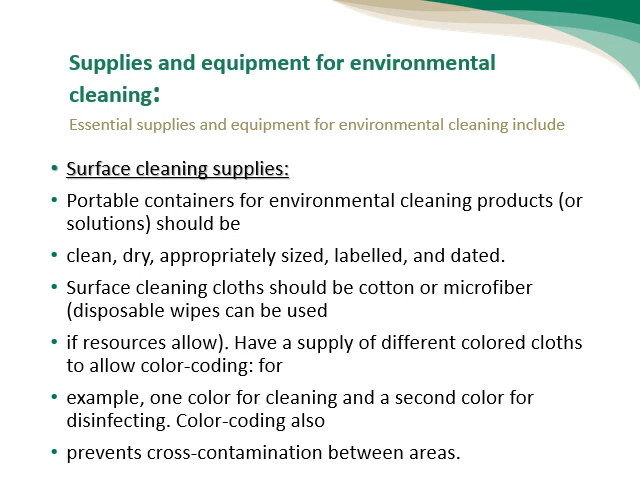 Supplies and equipment for environmental
cleaning:
Essential supplies and equipment for environmental cleaning include
• Surface cleaning supplies:
• Portable containers for environmental cleaning products (or
solutions) should be
• clean, dry, appropriately sized, labelled, and dated.
• Surface cleaning cloths should be cotton or microfiber
(disposable wipes can be used
• if resources allow). Have a supply of different colored cloths
to allow color-coding: for
• example, one color for cleaning and a second color for
disinfecting. Color-coding also
• prevents cross-contamination between areas.